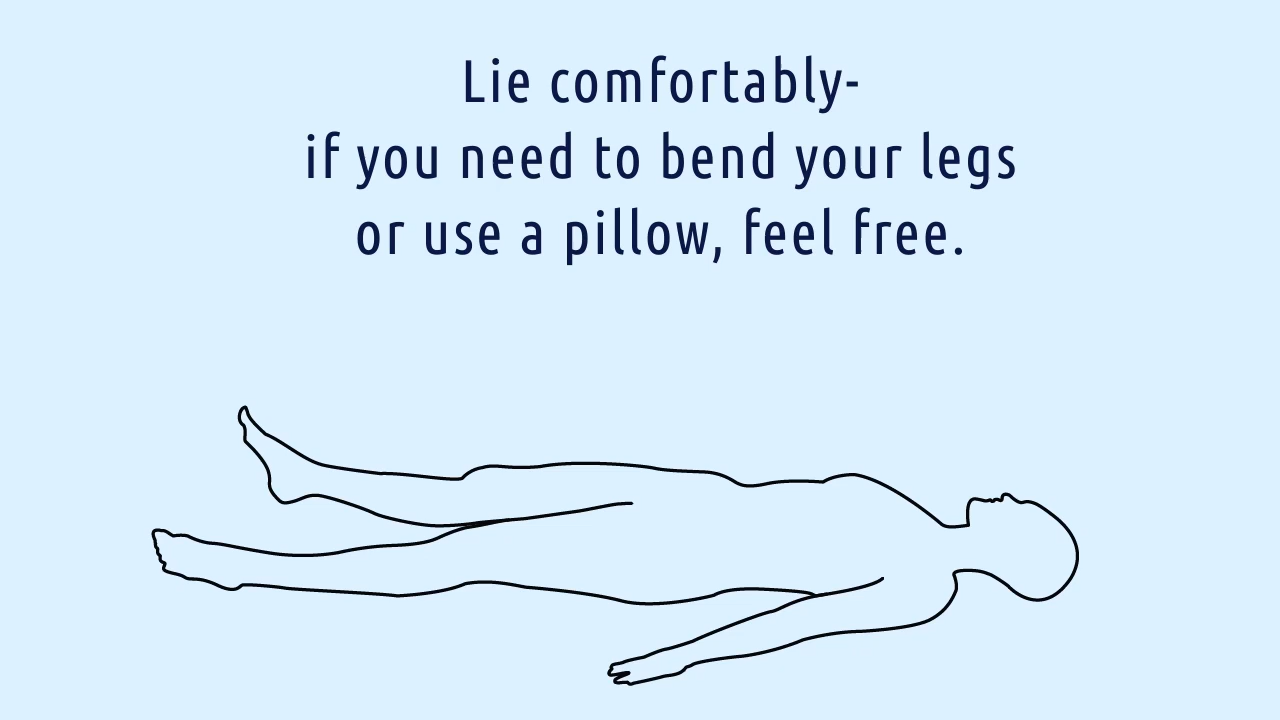 Lie comfortably-
if you need to bend your legs
or use a pillow, feel free.